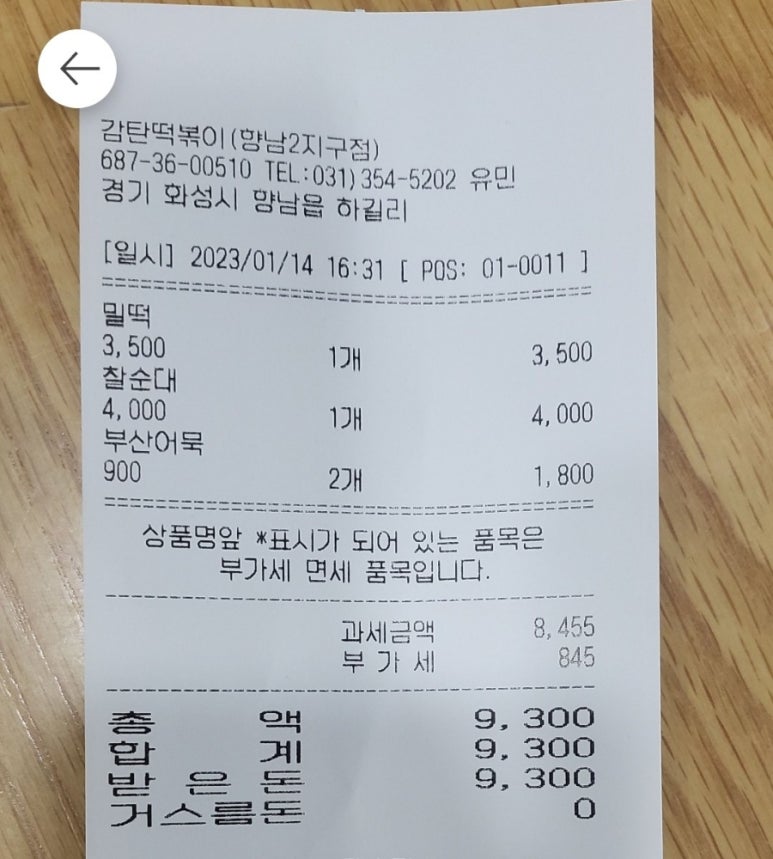 감탄떡볶이(향남2지구점)
687-36-00510 TEL:031)354-5202 유민
경기 화성시 향남읍 하길리
[일시] 2023/01/14 16:31 [ POS: 01-0011 ]
밀떡
3,500 1개 3,500
찰순대
4,000 1개 4,000
부산어묵
900 2개 1,800
상품명앞 *표시가 되어 있는 품목은
부가세 면세 품목입니다.
과세금액 8,455
부 가 세 845
총 액 9,300
합 계 9,300
받 은 돈 9,300
거스름돈 0